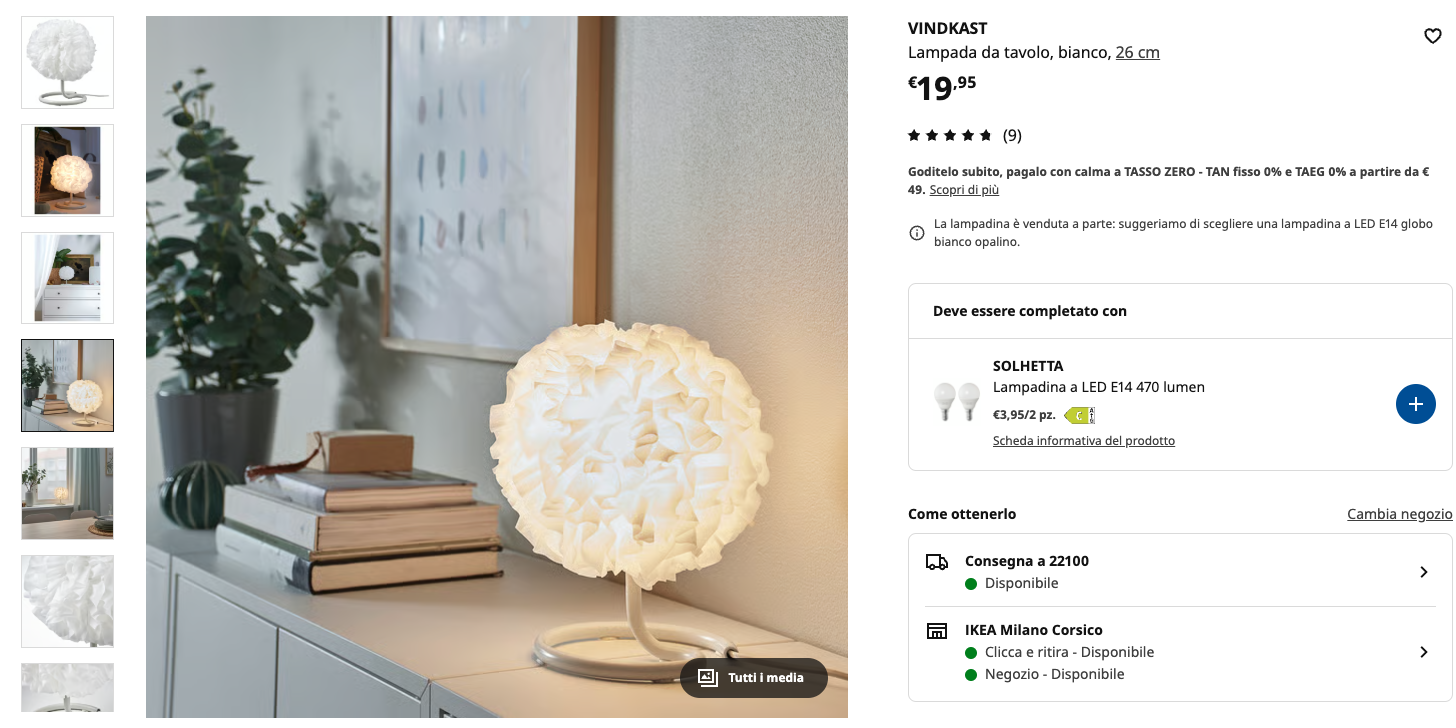 VINDKAST
Lampada da tavolo, bianco, 26 cm
€19,95
(9)
Goditelo subito, pagalo con calma a TASSO ZERO - TAN fisso 0% e TAEG 0% a partire da €
49. Scopri di più
La lampadina è venduta a parte: suggeriamo di scegliere una lampadina a LED E14 globo
bianco opalino.
Deve essere completato con
SOLHETTA
Lampadina a LED E14 470 lumen
€3,95/2 pz. C
Scheda informativa del prodotto
Come ottenerlo
Cambia negozio
Consegna a 22100
Disponibile
IKEA Milano Corsico
Clicca e ritira - Disponibile
Negozio - Disponibile
Tutti i media